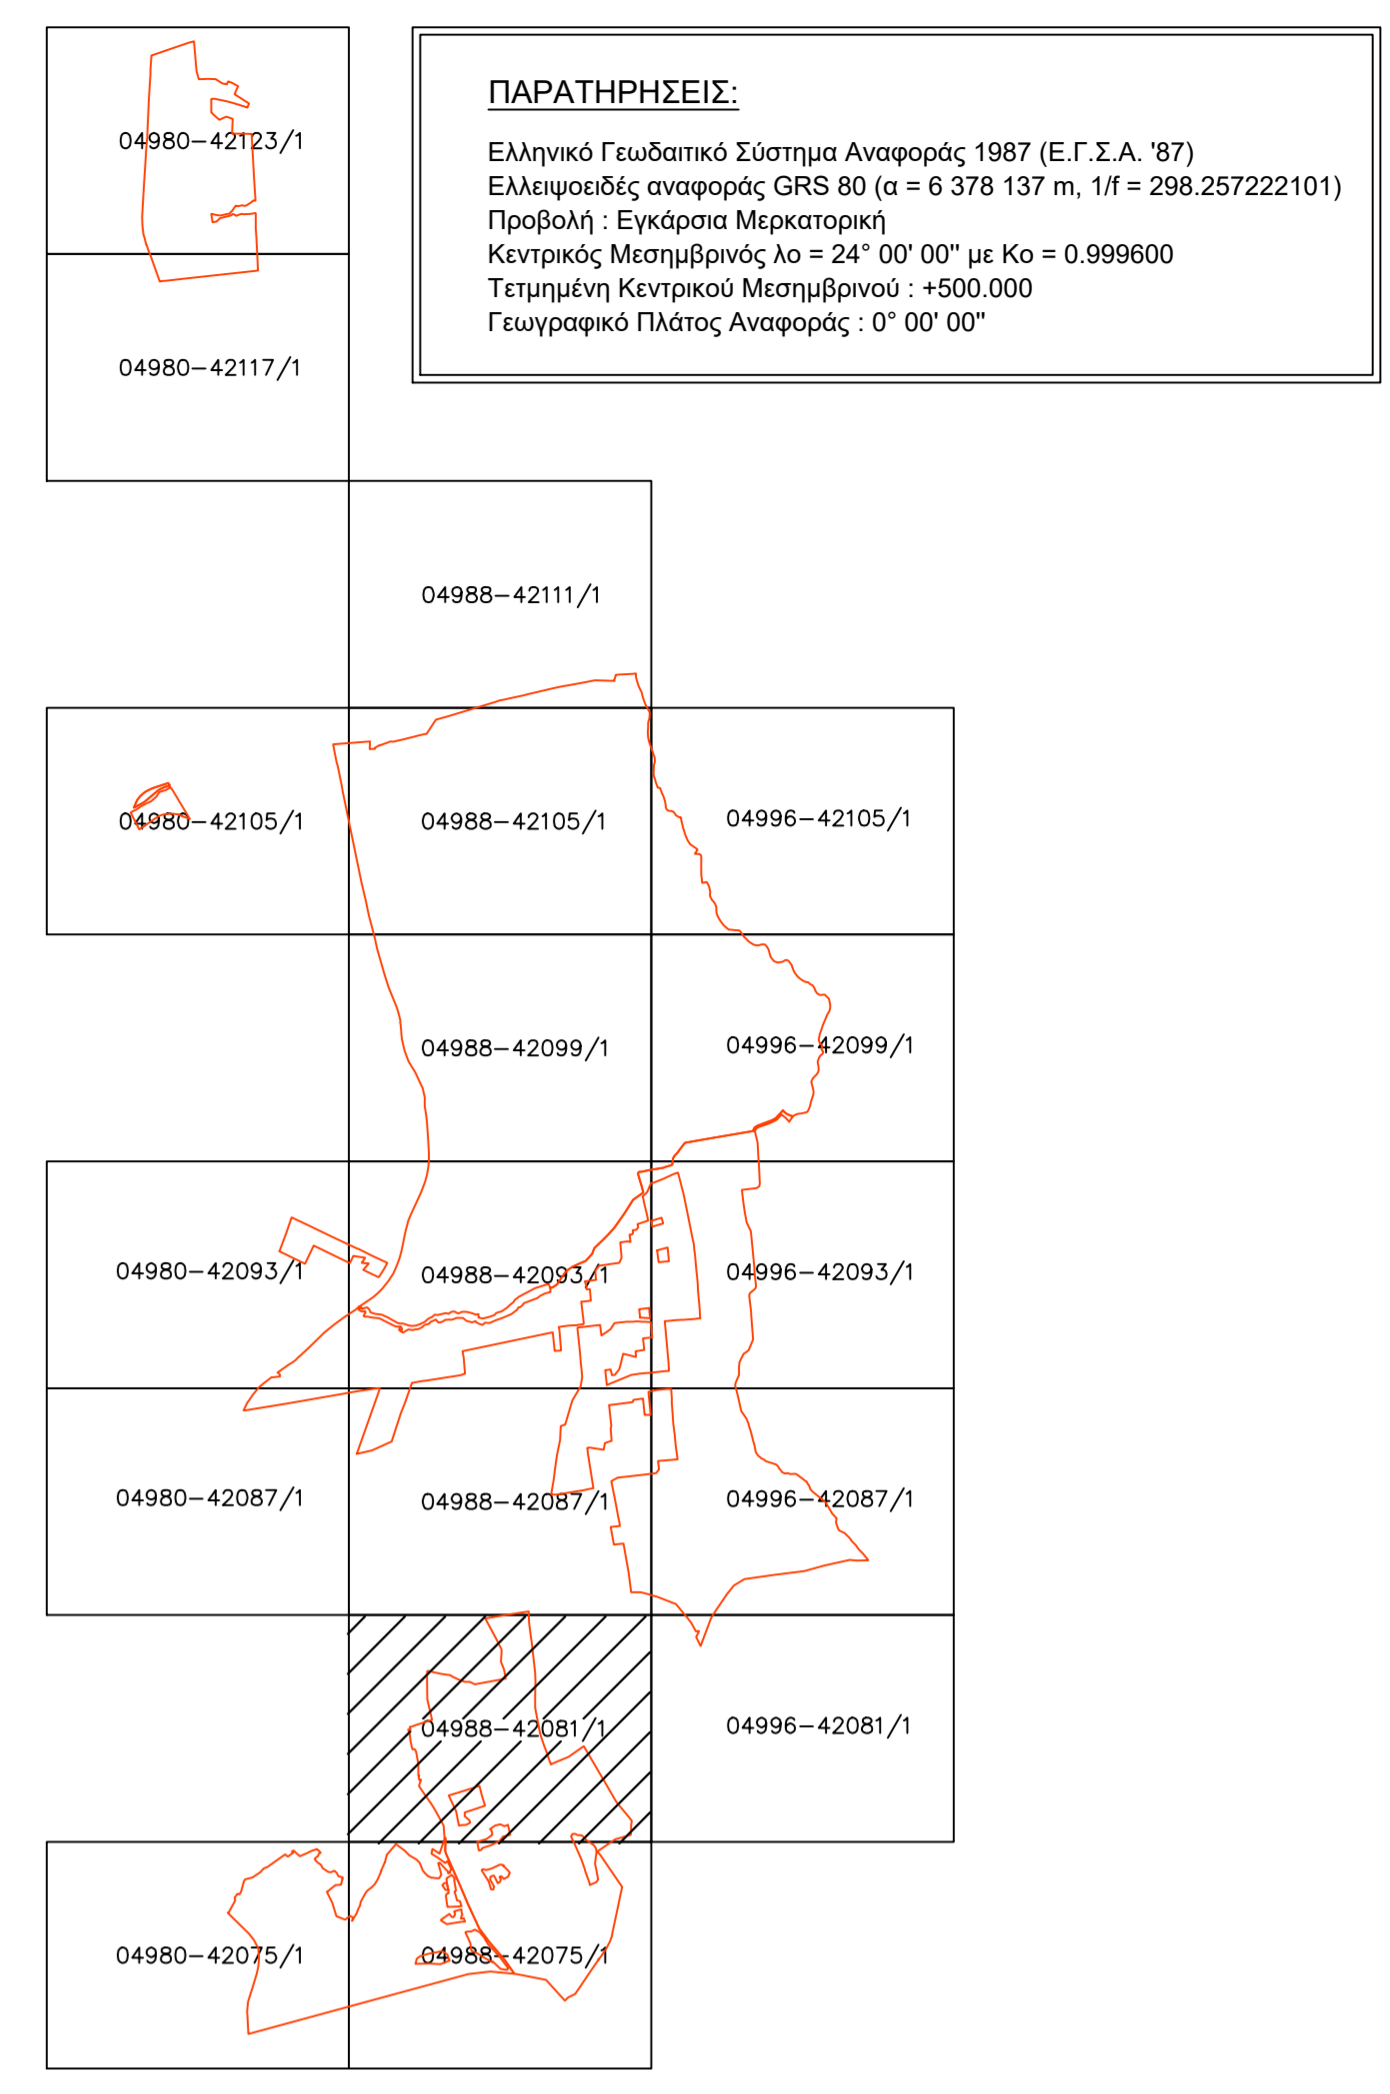 04980-42123/1
ΠΑΡΑΤΗΡΗΣΕΙΣ:
Ελληνικό Γεωδαιτικό Σύστημα Αναφοράς 1987 (Ε.Γ.Σ.Α. '87)
Ελλειψοειδές αναφοράς GRS 80 (α = 6 378 137 m, 1/f = 298.257222101)
Προβολή : Εγκάρσια Μερκατορική
Κεντρικός Μεσημβρινός λο = 24° 00' 00'' με Κο = 0.999600
Τετμημένη Κεντρικού Μεσημβρινού : +500.000
Γεωγραφικό Πλάτος Αναφοράς : 0° 00' 00''
04980-42117/1
04988-42111/1
04980-42105/1 04988-42105/1 04996-42105/1
04988-42099/1 04996-42099/1
04980-42093/1 04988-42093/1 04996-42093/1
04980-42087/1 04988-42087/1 04996-42087/1
04988-42081/1 04996-42081/1
04980-42075/1 04988-42075/1